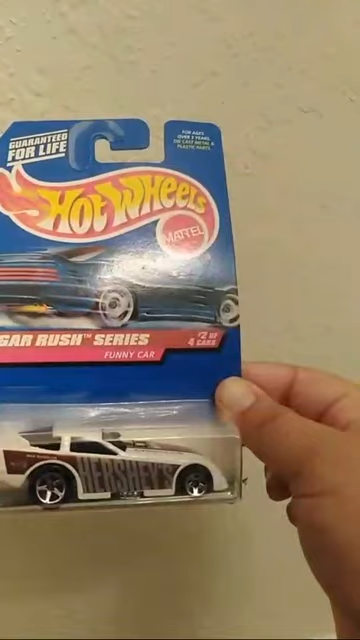 GUARANTEED
FOR LIFE
FOR AGES
OVER 3 YEARS
DIE CAST METAL &
PLASTIC PARTS
HOT WHEELS
MATTEL
GAR RUSH™ SERIES
#2 OF
4 CARS
FUNNY CAR
HERSHEY'S